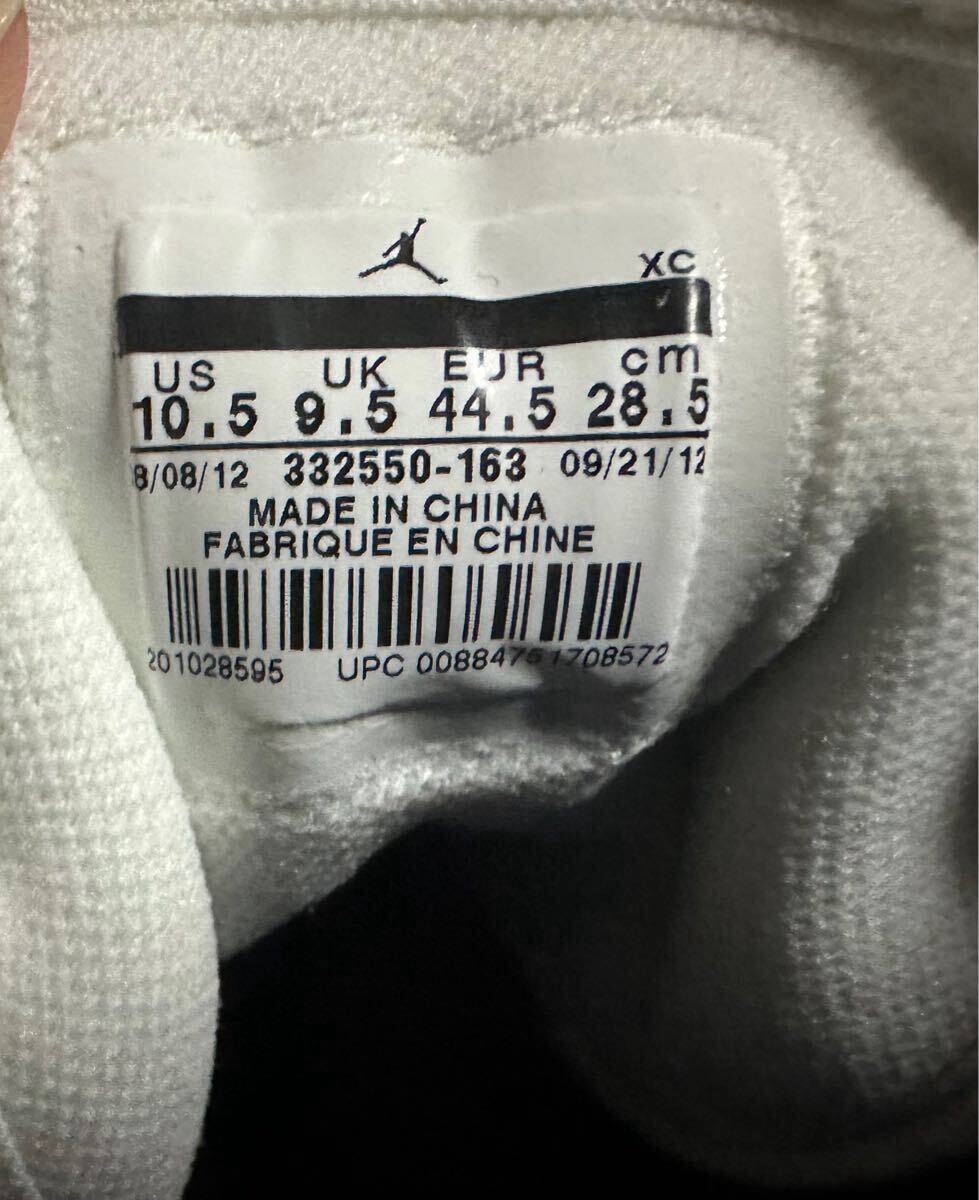 XC
US UK EUR cm
10.5 9.5 44.5 28.5
8/08/12 332550-163 09/21/12
MADE IN CHINA
FABRIQUE EN CHINE
201028595 UPC 00884751708572